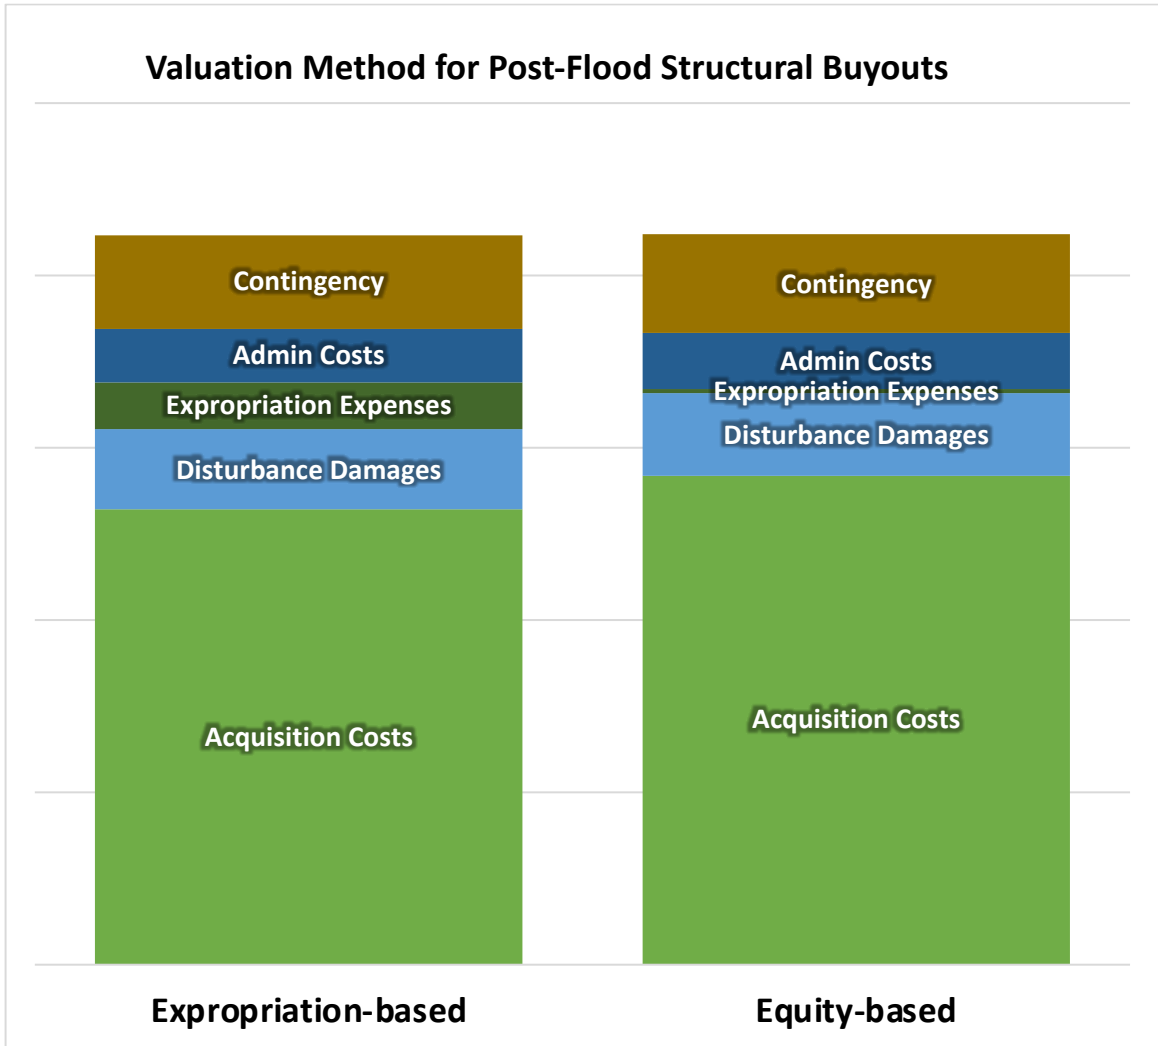 Valuation Method for Post-Flood Structural Buyouts
Contingency
Admin Costs
Expropriation Expenses
Disturbance Damages
Acquisition Costs
Contingency
Admin Costs
Expropriation Expenses
Disturbance Damages
Acquisition Costs
Expropriation-based
Equity-based